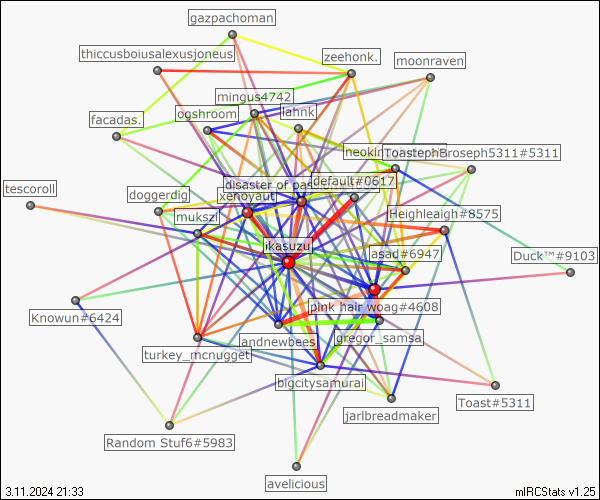 gazpachoman
thiccusboiusalexusjoneus
zeehonk.
moonraven
mingus4742
ogshroom
lahnk
facadas.
ToastephBroseph5311#5311
disaster of
default#0617
tescoroll
doggerdig
xenoyaut
mukszi
Heighleaigh#8575
ikasuzu
asad#6947
Duck™#9103
pink hair woag#4608
Knowun#6424
andnewbees
gregor_samsa
turkey_mcnugget
bigcitysamurai
Toast#5311
jarlbreadmaker
Random Stuf6#5983
avelicious
3.11.2024 21:33
mIRCStats v1.25